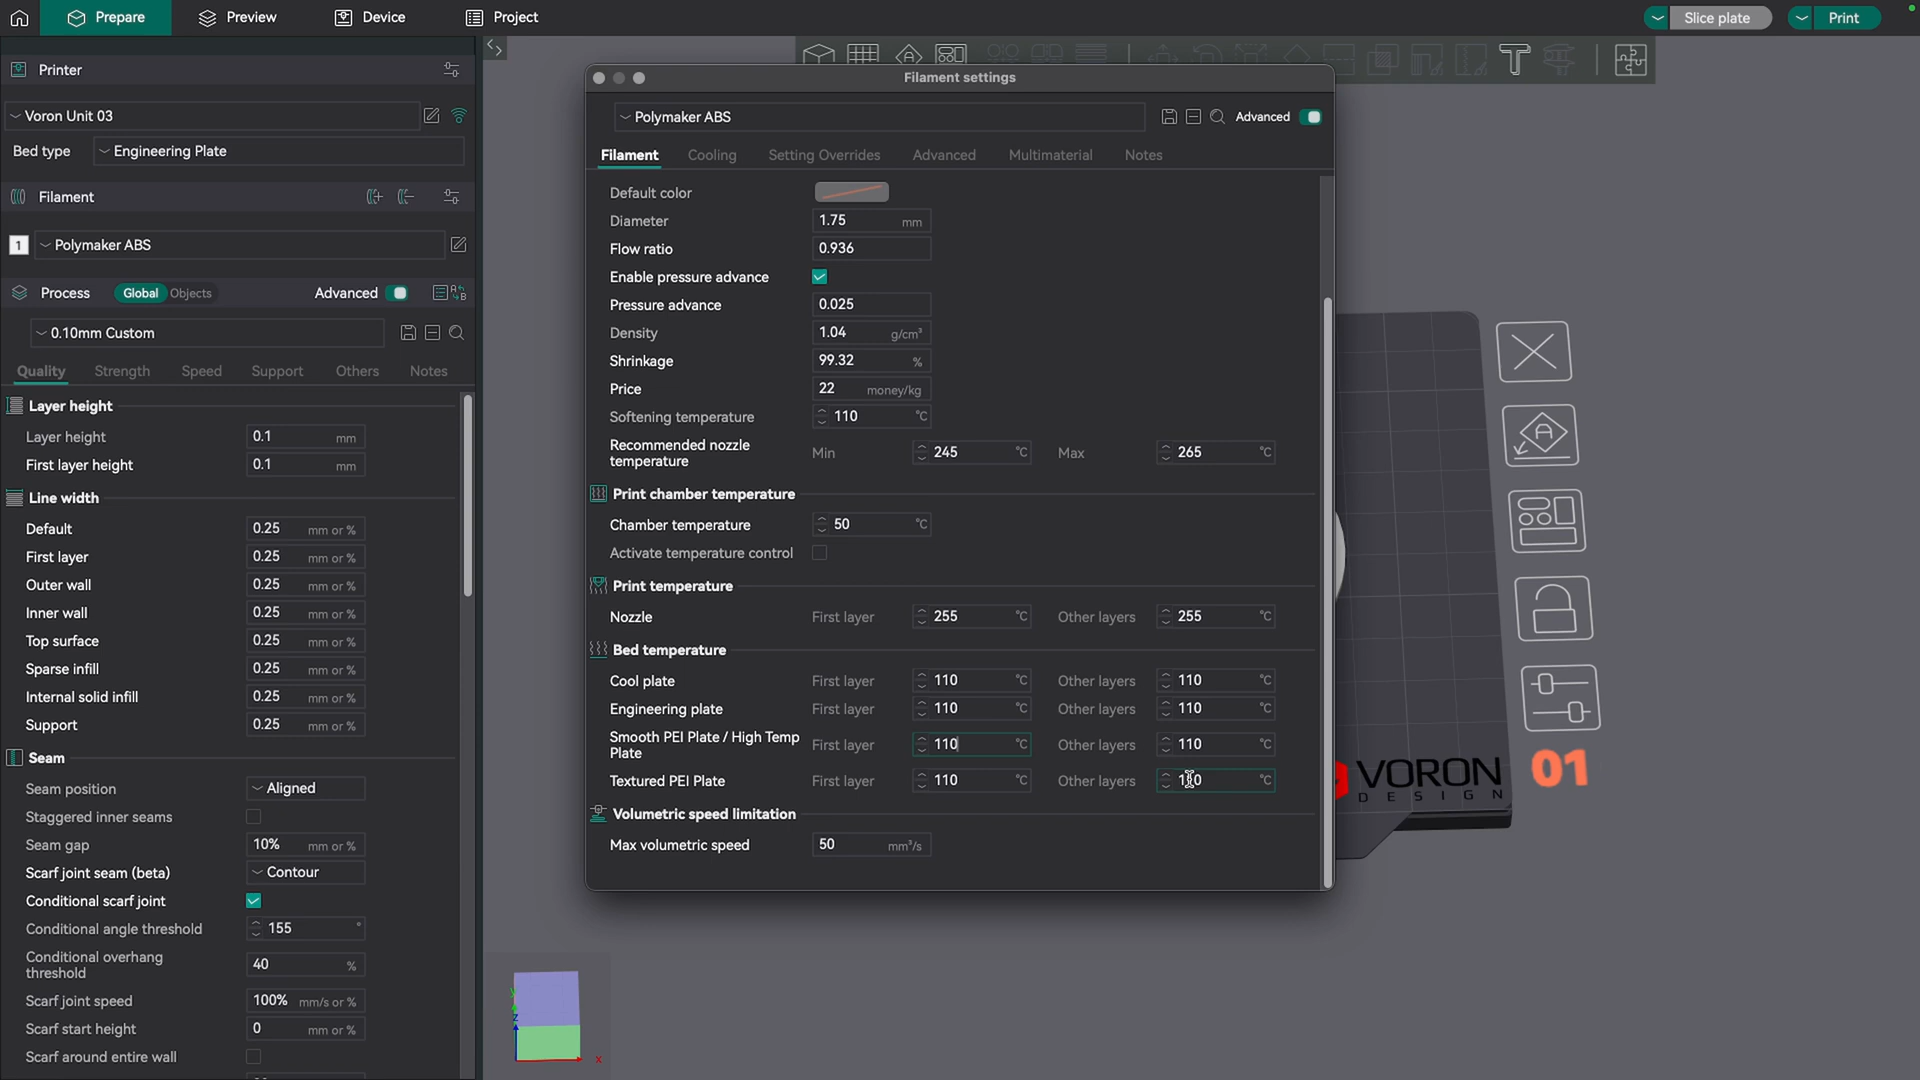 Prepare
Preview
Device
Project
Slice plate
Print
Printer
Voron Unit 03
Bed type
Engineering Plate
Filament
1
Polymaker ABS
Process
Global
Objects
Advanced
0.10mm Custom
Quality
Strength
Speed
Support
Others
Notes
Layer height
Layer height 0.1 mm
First layer height 0.1 mm
Line width
Default 0.25 mm or %
First layer 0.25 mm or %
Outer wall 0.25 mm or %
Inner wall 0.25 mm or %
Top surface 0.25 mm or %
Sparse infill 0.25 mm or %
Internal solid infill 0.25 mm or %
Support 0.25 mm or %
Seam
Seam position Aligned
Staggered inner seams
Seam gap 10% mm or %
Scarf joint seam (beta) Contour
Conditional scarf joint
Conditional angle threshold 155 °
Conditional overhang
threshold 40 %
Scarf joint speed 100% mm/s or %
Scarf start height 0 mm or %
Scarf around entire wall
Filament settings
Polymaker ABS
Advanced
Filament
Cooling
Setting Overrides
Advanced
Multimaterial
Notes
Default color
Diameter 1.75 mm
Flow ratio 0.936
Enable pressure advance
Pressure advance 0.025
Density 1.04 g/cm³
Shrinkage 99.32 %
Price 22 money/kg
Softening temperature 110 °C
Recommended nozzle
temperature Min 245 °C Max 265 °C
Print chamber temperature
Chamber temperature 50 °C
Activate temperature control
Print temperature
Nozzle First layer 255 °C Other layers 255 °C
Bed temperature
Cool plate First layer 110 °C Other layers 110 °C
Engineering plate First layer 110 °C Other layers 110 °C
Smooth PEI Plate / High Temp
Plate First layer 110 °C Other layers 110 °C
Textured PEI Plate First layer 110 °C Other layers 110 °C
Volumetric speed limitation
Max volumetric speed 50 mm³/s
VORON
DESIGN
01
A
y
z
x